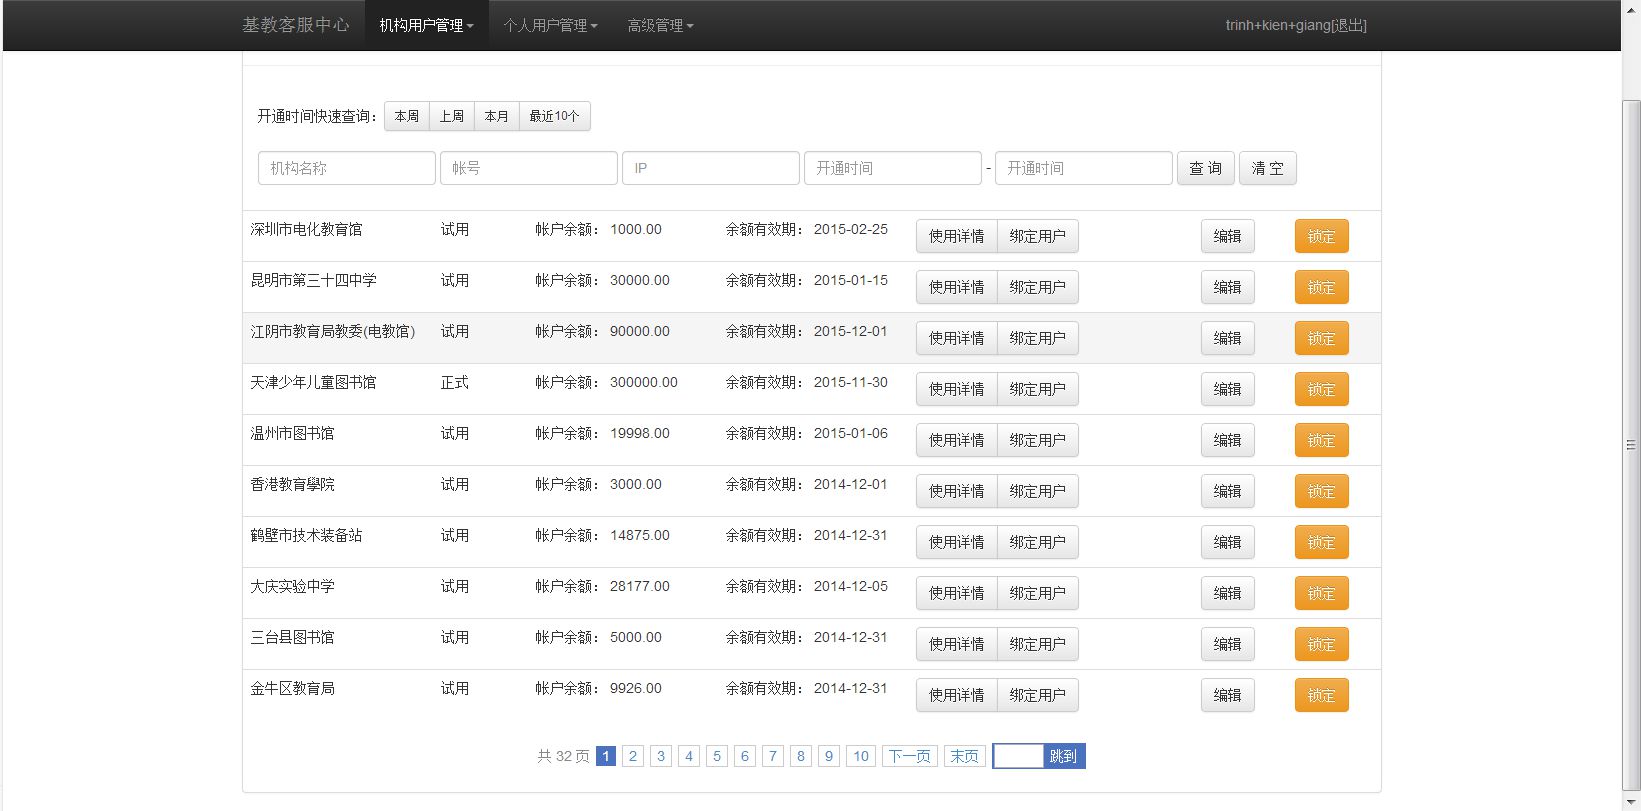 基教客服中心 机构用户管理 个人用户管理 高级管理 trinh+kien+giang[退出]
开通时间快速查询： 本周 上周 本月 最近10个
机构名称 帐号 IP 开通时间 - 开通时间 查 询 清 空
深圳市电化教育馆 试用 帐户余额： 1000.00 余额有效期： 2015-02-25 使用详情 绑定用户 编辑 锁定
昆明市第三十四中学 试用 帐户余额： 30000.00 余额有效期： 2015-01-15 使用详情 绑定用户 编辑 锁定
江阴市教育局教委(电教馆) 试用 帐户余额： 90000.00 余额有效期： 2015-12-01 使用详情 绑定用户 编辑 锁定
天津少年儿童图书馆 正式 帐户余额： 300000.00 余额有效期： 2015-11-30 使用详情 绑定用户 编辑 锁定
温州市图书馆 试用 帐户余额： 19998.00 余额有效期： 2015-01-06 使用详情 绑定用户 编辑 锁定
香港教育學院 试用 帐户余额： 3000.00 余额有效期： 2014-12-01 使用详情 绑定用户 编辑 锁定
鹤壁市技术装备站 试用 帐户余额： 14875.00 余额有效期： 2014-12-31 使用详情 绑定用户 编辑 锁定
大庆实验中学 试用 帐户余额： 28177.00 余额有效期： 2014-12-05 使用详情 绑定用户 编辑 锁定
三台县图书馆 试用 帐户余额： 5000.00 余额有效期： 2014-12-31 使用详情 绑定用户 编辑 锁定
金牛区教育局 试用 帐户余额： 9926.00 余额有效期： 2014-12-31 使用详情 绑定用户 编辑 锁定
共 32 页 1 2 3 4 5 6 7 8 9 10 下一页 末页 跳到